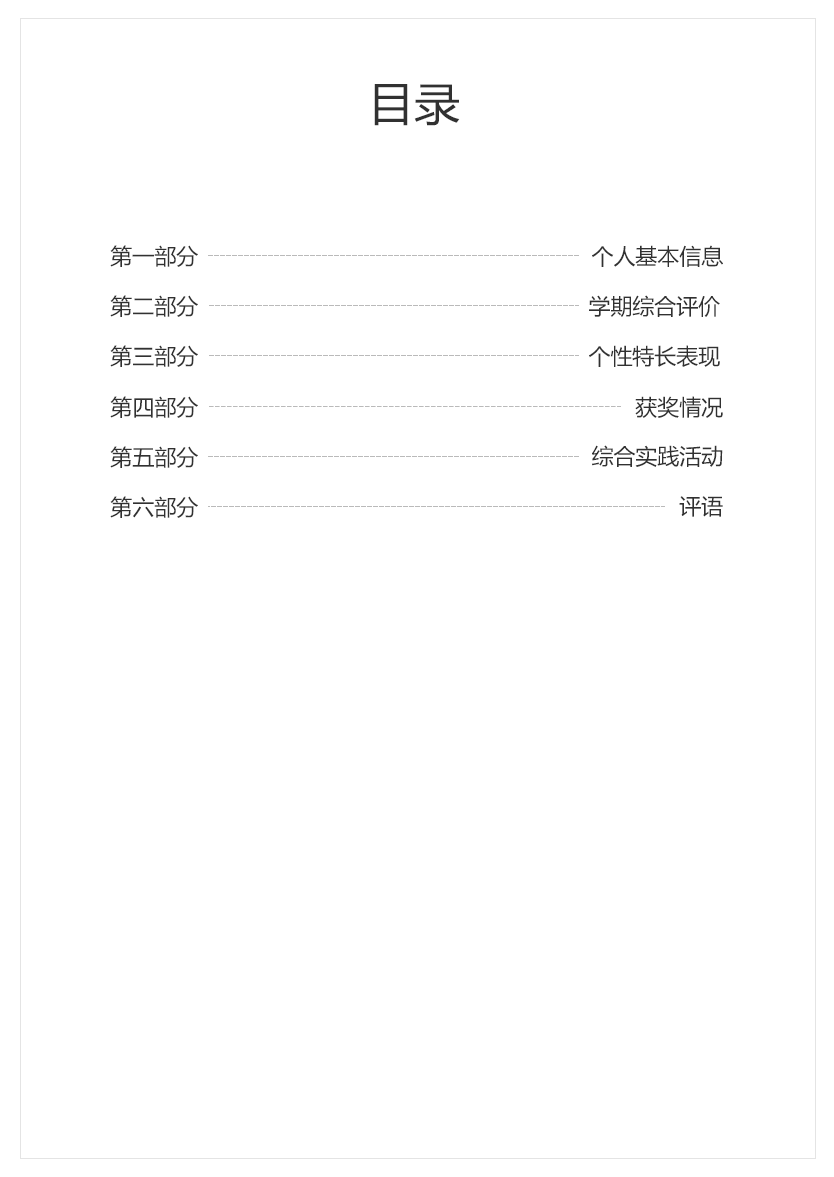 目录
第一部分 个人基本信息
第二部分 学期综合评价
第三部分 个性特长表现
第四部分 获奖情况
第五部分 综合实践活动
第六部分 评语